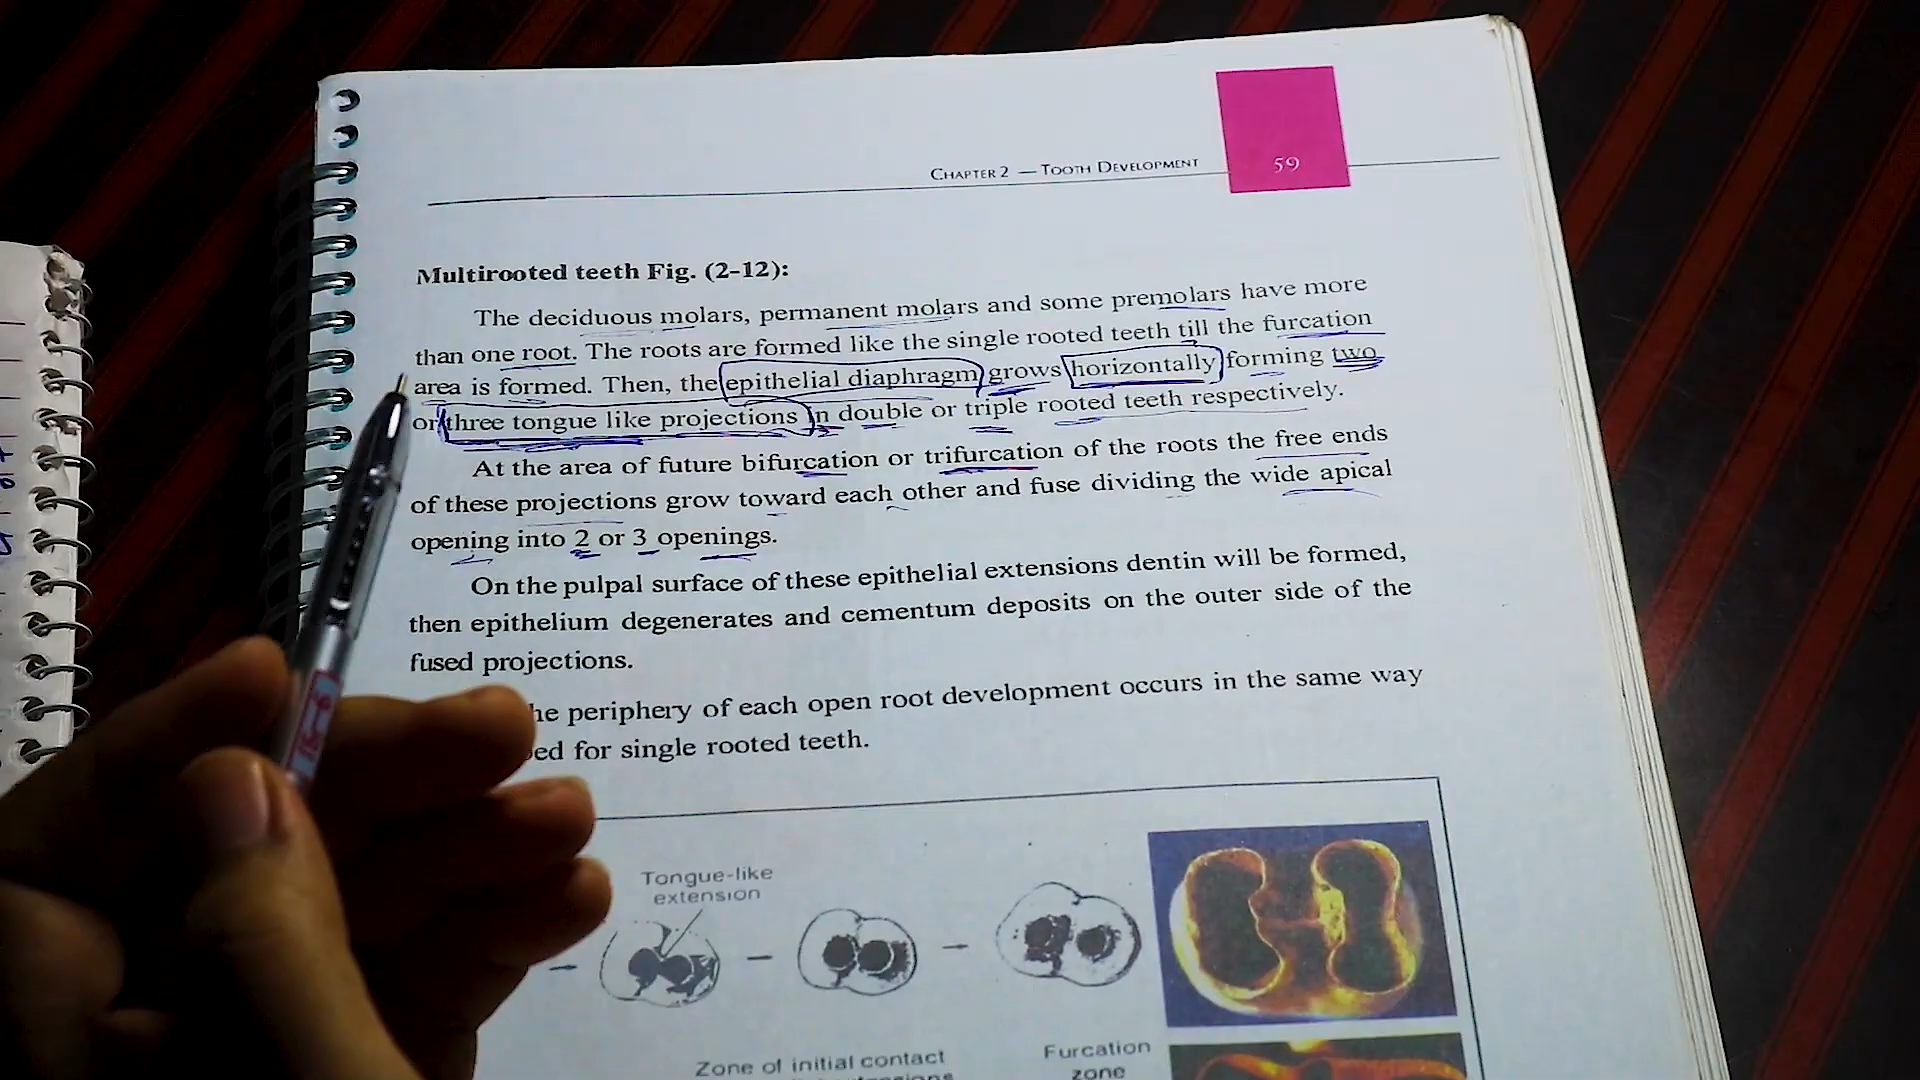 CHAPTER 2 — TOOTH DEVELOPMENT
59
Multirooted teeth Fig. (2-12):
The deciduous molars, permanent molars and some premolars have more
than one root. The roots are formed like the single rooted teeth till the furcation
area is formed. Then, the epithelial diaphragm grows horizontally forming two
or three tongue like projections in double or triple rooted teeth respectively.
At the area of future bifurcation or trifurcation of the roots the free ends
of these projections grow toward each other and fuse dividing the wide apical
opening into 2 or 3 openings.
On the pulpal surface of these epithelial extensions dentin will be formed,
then epithelium degenerates and cementum deposits on the outer side of the
fused projections.
he periphery of each open root development occurs in the same way
ed for single rooted teeth.
Tongue-like
extension
Zone of initial contact
Furcation
zone